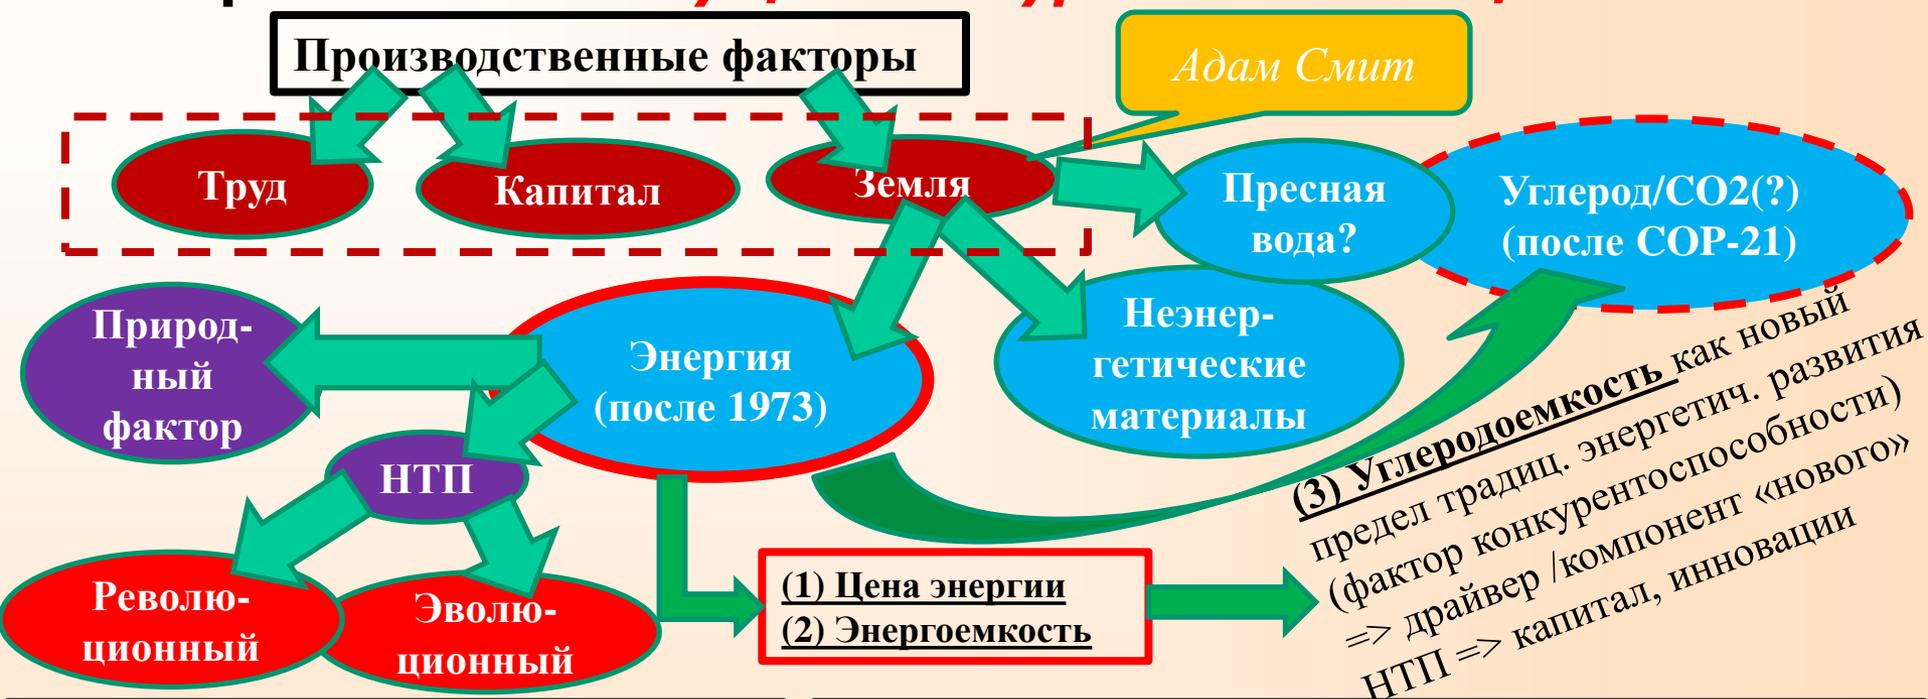 Производственные факторы
Адам Смит
Труд
Капитал
Земля
Пресная
вода?
Углерод/СО2(?)
(после СОР-21)
Природ-
ный
фактор
Энергия
(после 1973)
Неэнер-
гетические
материалы
НТП
Револю-
ционный
Эволю-
ционный
(1) Цена энергии
(2) Энергоемкость
(3) Углеродоемкость как новый
предел традиц. энергетич. развития
(фактор конкурентоспособности)
=> драйвер /компонент «нового»
НТП => капитал, инновации